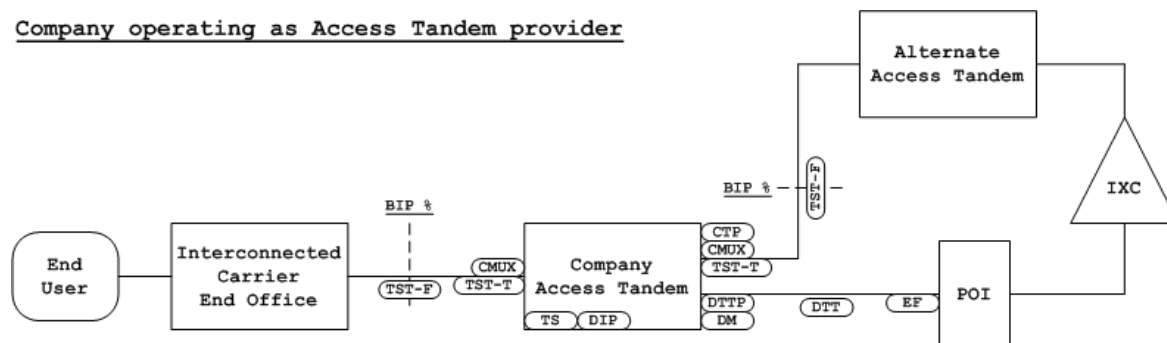 Company operating as Access Tandem provider
Alternate
Access Tandem
BIP %
TST-F
IXC
BIP %
End
User
Interconnected
Carrier
End Office
TST-F
CMUX
TST-T
Company
Access Tandem
TS
DIP
CTP
CMUX
TST-T
DTTP
DM
DTT
EF
POI